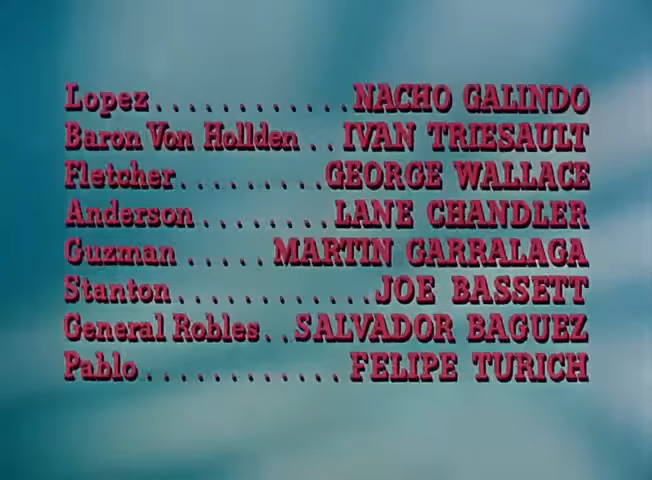 Lopez . . . . . . . . . . . . NACHO GALINDO
Baron Von Hollden . . IVAN TRIESAULT
Fletcher . . . . . . . . . GEORGE WALLACE
Anderson . . . . . . . . LANE CHANDLER
Guzman . . . . . MARTIN GARRALAGA
Stanton . . . . . . . . . . . . JOE BASSETT
General Robles . . SALVADOR BAGUEZ
Pablo . . . . . . . . . . . . FELIPE TURICH